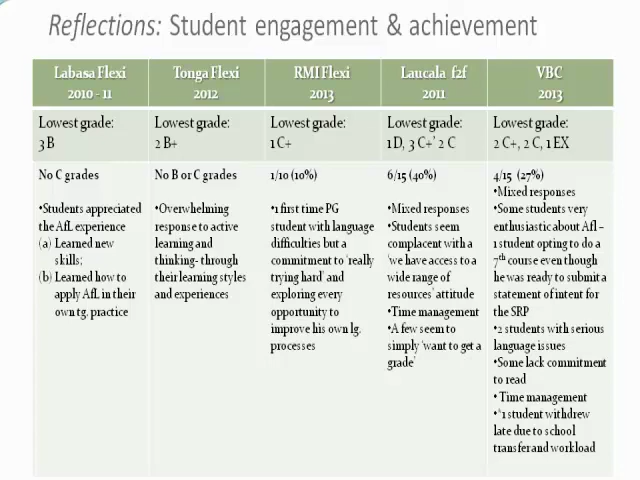 Reflections: Student engagement & achievement
Labasa Flexi
2010 - 11
Tonga Flexi
2012
RMI Flexi
2013
Laucala f2f
2011
VBC
2013
Lowest grade:
3 B
Lowest grade:
2 B+
Lowest grade:
1 C+
Lowest grade:
1 D, 3 C+' 2 C
Lowest grade:
2 C+, 2 C, 1 EX
No C grades
•Students appreciated
the AfL experience
(a) Learned new
skills;
(b) Learned how to
apply AfL in their
own tg. practice
No B or C grades
•Overwhelming
response to active
learning and
thinking- through
their learning styles
and experiences
1/10 (10%)
•1 first time PG
student with language
difficulties but a
commitment to 'really
trying hard' and
exploring every
opportunity to
improve his own lg.
processes
6/15 (40%)
•Mixed responses
•Students seem
complacent with a
'we have access to a
wide range of
resources' attitude
•Time management
•A few seem to
simply 'want to get a
grade'
4/15 (27%)
•Mixed responses
•Some students very
enthusiastic about Afl –
1 student opting to do a
7th course even though
he was ready to submit a
statement of intent for
the SRP
•2 students with serious
language issues
•Some lack commitment
to read
• Time management
•*1 student withdrew
late due to school
transfer and workload